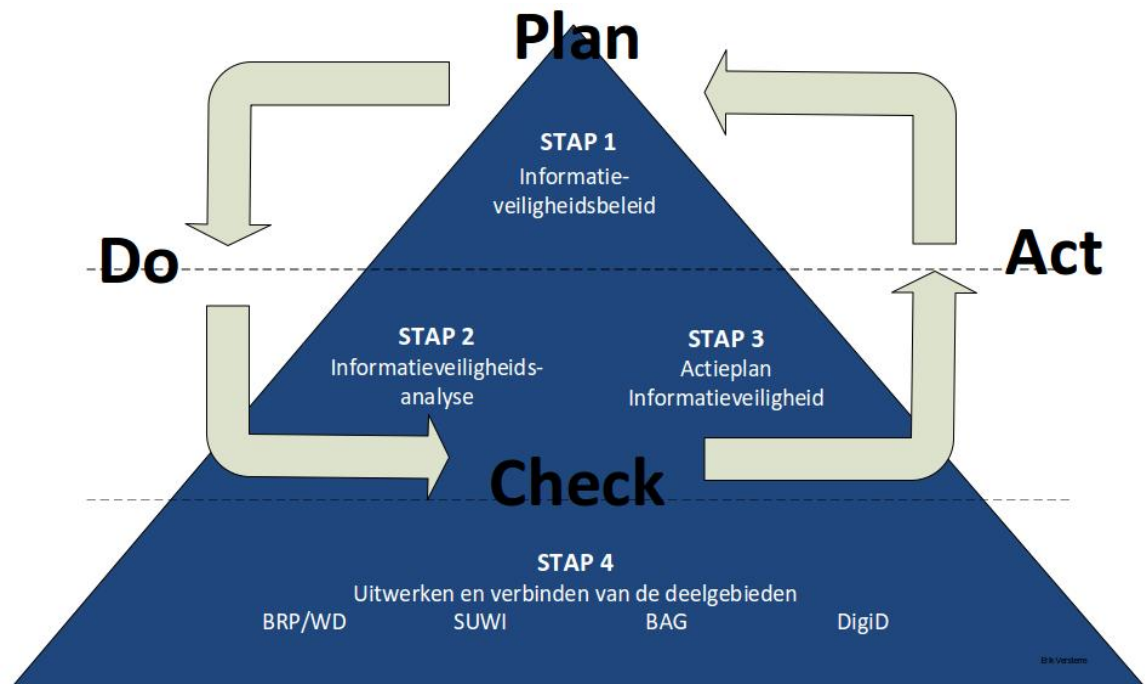 Plan
STAP 1
Informatie-
veiligheidsbeleid
Do
Act
STAP 2
Informatieveiligheids-
analyse
STAP 3
Actieplan
Informatieveiligheid
Check
STAP 4
Uitwerken en verbinden van de deelgebieden
BRP/WD SUWI BAG DigiD